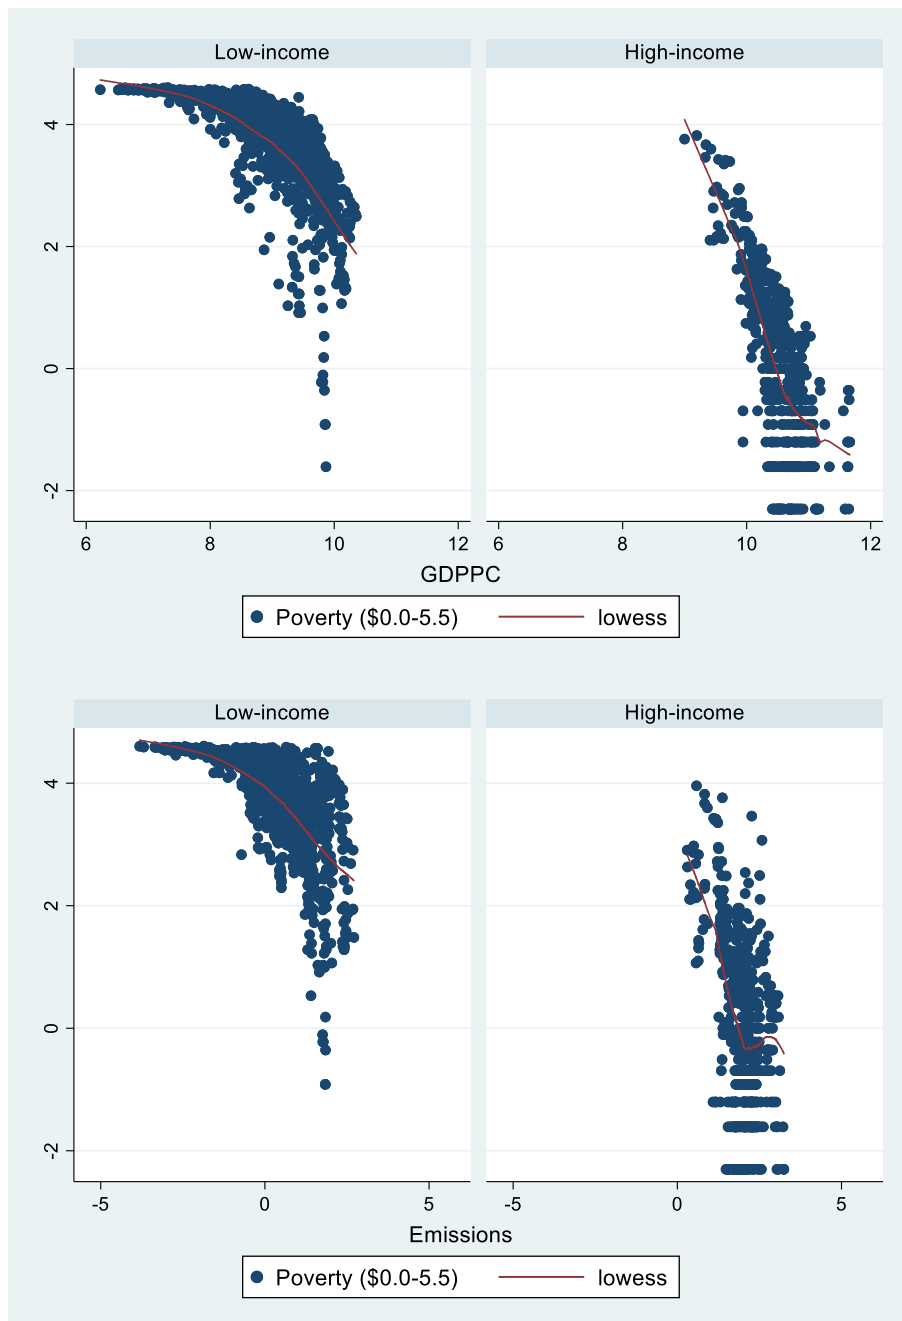 Low-income
High-income
4
2
0
-2
6 8 10 12 6 8 10 12
GDPPC
Poverty ($0.0-5.5) lowess
Low-income
High-income
4
2
0
-2
-5 0 5 -5 0 5
Emissions
Poverty ($0.0-5.5) lowess